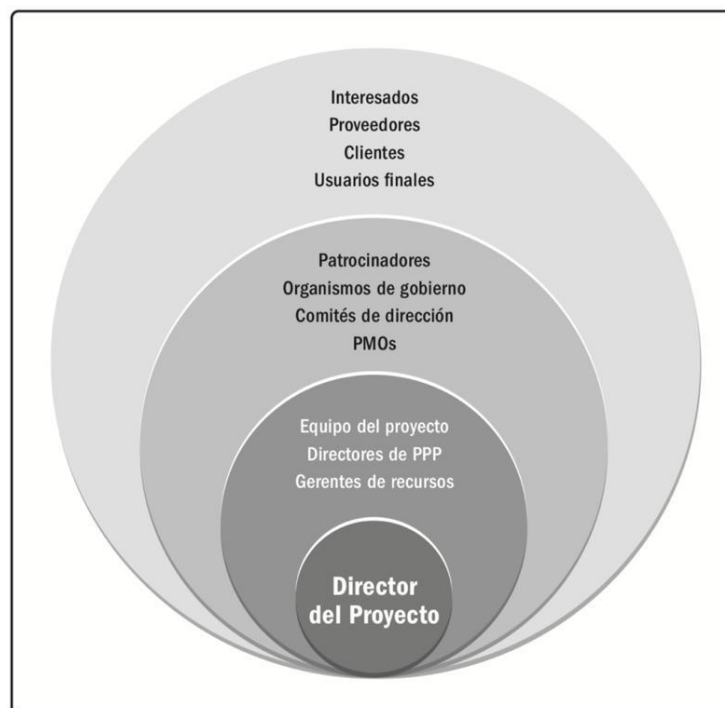 Interesados
Proveedores
Clientes
Usuarios finales
Patrocinadores
Organismos de gobierno
Comités de dirección
PMOs
Equipo del proyecto
Directores de PPP
Gerentes de recursos
Director
del Proyecto